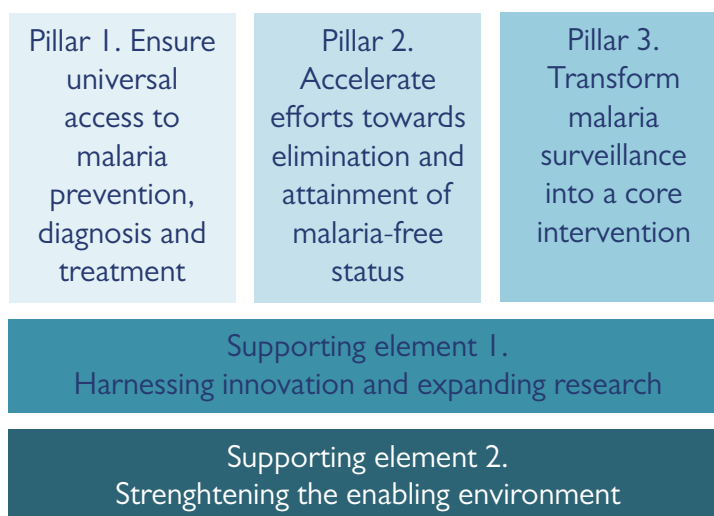 Pillar 1. Ensure
universal
access to
malaria
prevention,
diagnosis and
treatment
Pillar 2.
Accelerate
efforts towards
elimination and
attainment of
malaria-free
status
Pillar 3.
Transform
malaria
surveillance
into a core
intervention
Supporting element 1.
Harnessing innovation and expanding research
Supporting element 2.
Strenghtening the enabling environment